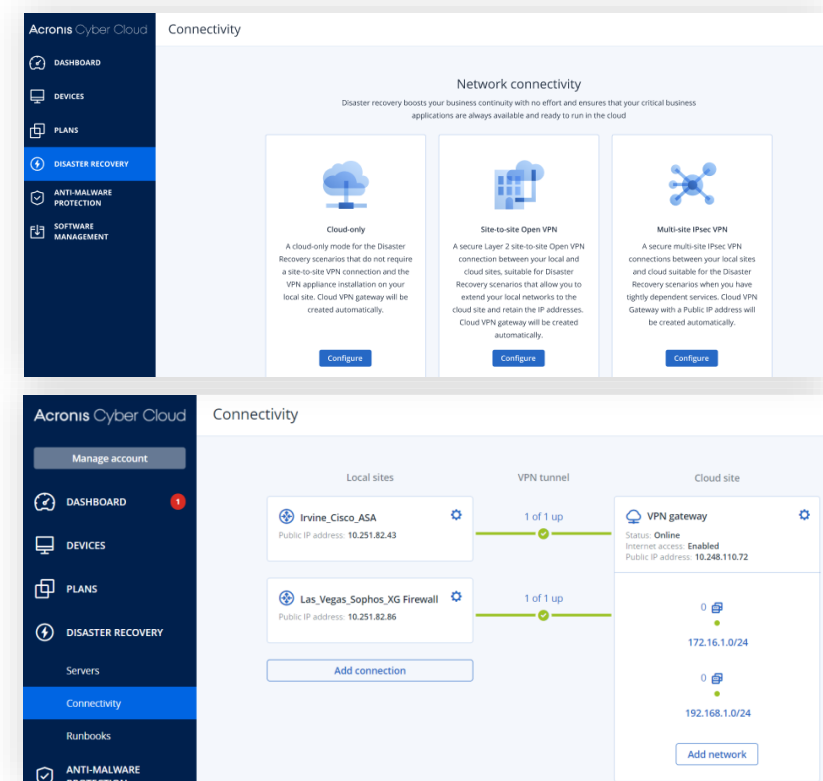 Acronis Cyber Cloud
Connectivity
DASHBOARD
DEVICES
PLANS
DISASTER RECOVERY
ANTI-MALWARE
PROTECTION
SOFTWARE
MANAGEMENT
Network connectivity
Disaster recovery boosts your business continuity with no effort and ensures that your critical business
applications are always available and ready to run in the cloud
Cloud-only
A cloud-only mode for the Disaster
Recovery scenarios that do not require
a site-to-site VPN connection and the
VPN appliance installation on your
local site. Cloud VPN gateway will be
created automatically.
Configure
Site-to-site Open VPN
A secure Layer 2 site-to-site Open VPN
connection between your local and
cloud sites, suitable for Disaster
Recovery scenarios that allow you to
extend your local networks to the
cloud site and retain the IP addresses.
Cloud VPN gateway will be created
automatically.
Configure
Multi-site IPsec VPN
A secure multi-site IPsec VPN
connections between your local sites
and cloud suitable for the Disaster
Recovery scenarios when you have
tightly dependent services. Cloud VPN
Gateway with a Public IP address will
be created automatically.
Configure
Acronis Cyber Cloud
Connectivity
Manage account
DASHBOARD 1
DEVICES
PLANS
DISASTER RECOVERY
Servers
Connectivity
Runbooks
ANTI-MALWARE
PROTECTION
Local sites
VPN tunnel
Cloud site
Irvine_Cisco_ASA
Public IP address: 10.251.82.43
1 of 1 up
VPN gateway
Status: Online
Internet access: Enabled
Public IP address: 10.248.110.72
Las_Vegas_Sophos_XG Firewall
Public IP address: 10.251.82.86
1 of 1 up
Add connection
0
172.16.1.0/24
0
192.168.1.0/24
Add network